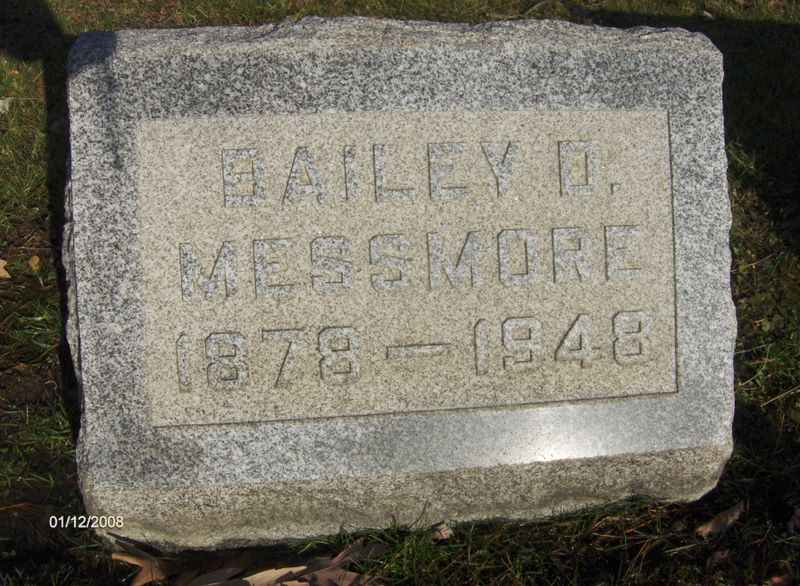 BAILEY D.
MESSMORE
1878 — 1948
01/12/2008